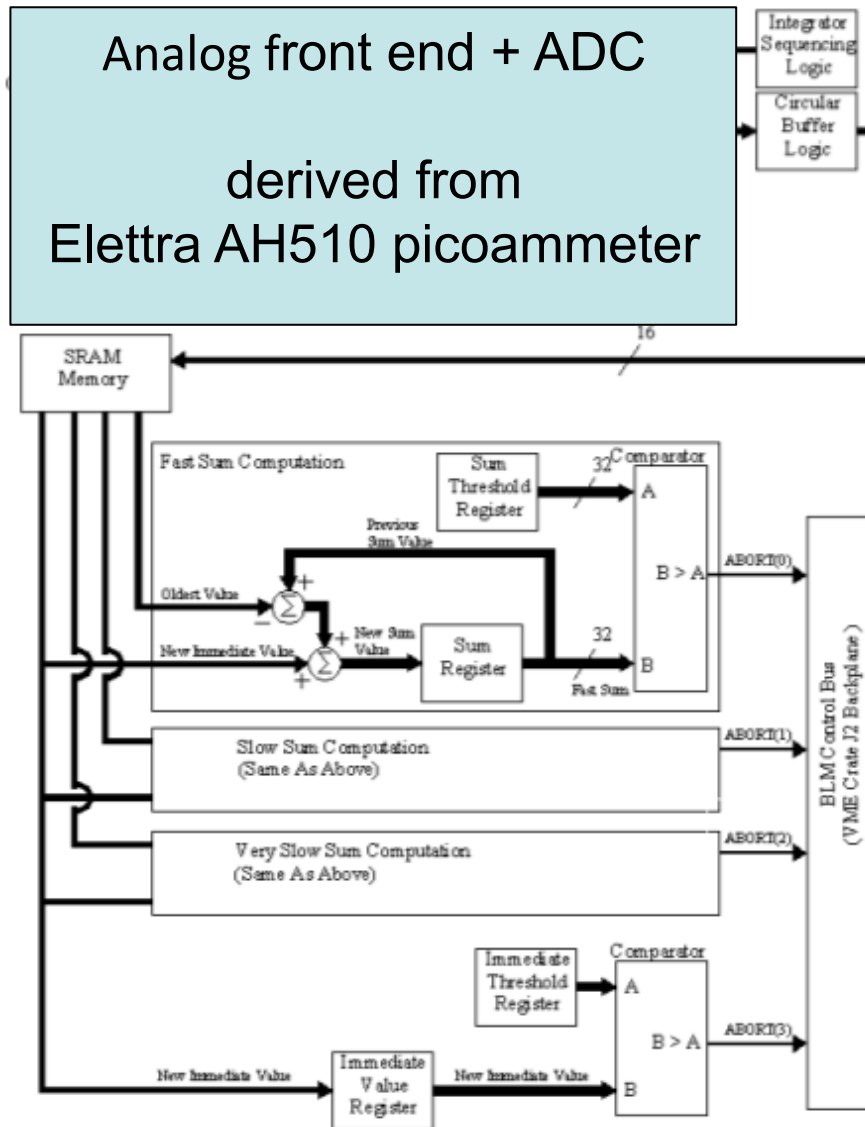 Analog front end + ADC
derived from
Elettra AH510 picoammeter
Integrator
Sequencing
Logic
Circular
Buffer
Logic
16
SRAM
Memory
Fast Sum Computation
Sum
Threshold
Register
32
Comparator
A
Previous
Sum Value
+
B > A
ABORT(0)
Oldest Value
−
Σ
+
New Sum
Value
New Immediate Value
+
Σ
Sum
Register
32
B
Fast Sum
Slow Sum Computation
(Same As Above)
ABORT(1)
Very Slow Sum Computation
(Same As Above)
ABORT(2)
BLM Control Bus
(VME Crate J2 Backplane)
Immediate
Threshold
Register
Comparator
A
B > A
ABORT(3)
New Immediate Value
Immediate
Value
Register
New Immediate Value
B